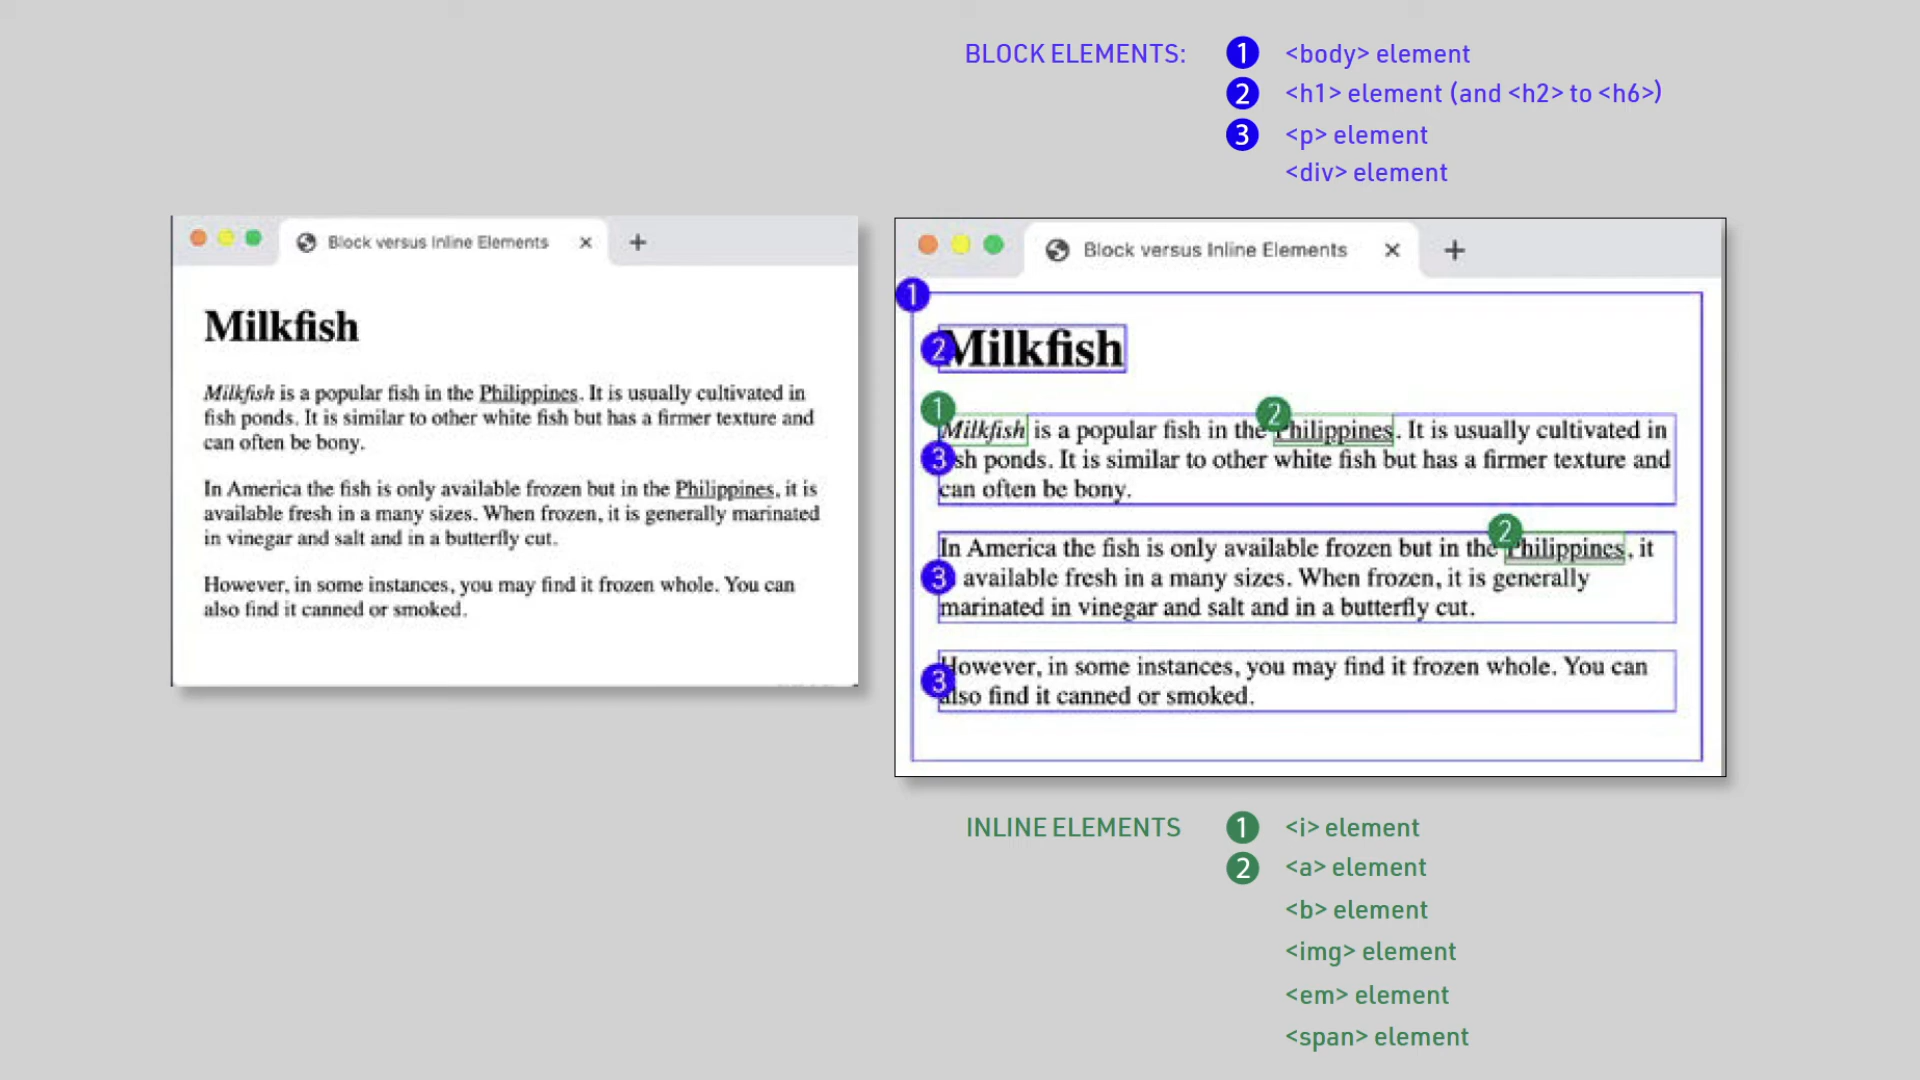 BLOCK ELEMENTS:
1 <body> element
2 <h1> element (and <h2> to <h6>)
3 <p> element
<div> element
Block versus Inline Elements
Milkfish
Milkfish is a popular fish in the Philippines. It is usually cultivated in
fish ponds. It is similar to other white fish but has a firmer texture and
can often be bony.
In America the fish is only available frozen but in the Philippines, it is
available fresh in a many sizes. When frozen, it is generally marinated
in vinegar and salt and in a butterfly cut.
However, in some instances, you may find it frozen whole. You can
also find it canned or smoked.
Block versus Inline Elements
1
2 Milkfish
1 2
Milkfish is a popular fish in the Philippines. It is usually cultivated in
3 sh ponds. It is similar to other white fish but has a firmer texture and
can often be bony.
2
In America the fish is only available frozen but in the Philippines, it
3 available fresh in a many sizes. When frozen, it is generally
marinated in vinegar and salt and in a butterfly cut.
However, in some instances, you may find it frozen whole. You can
3 also find it canned or smoked.
INLINE ELEMENTS
1 <i> element
2 <a> element
<b> element
<img> element
<em> element
<span> element